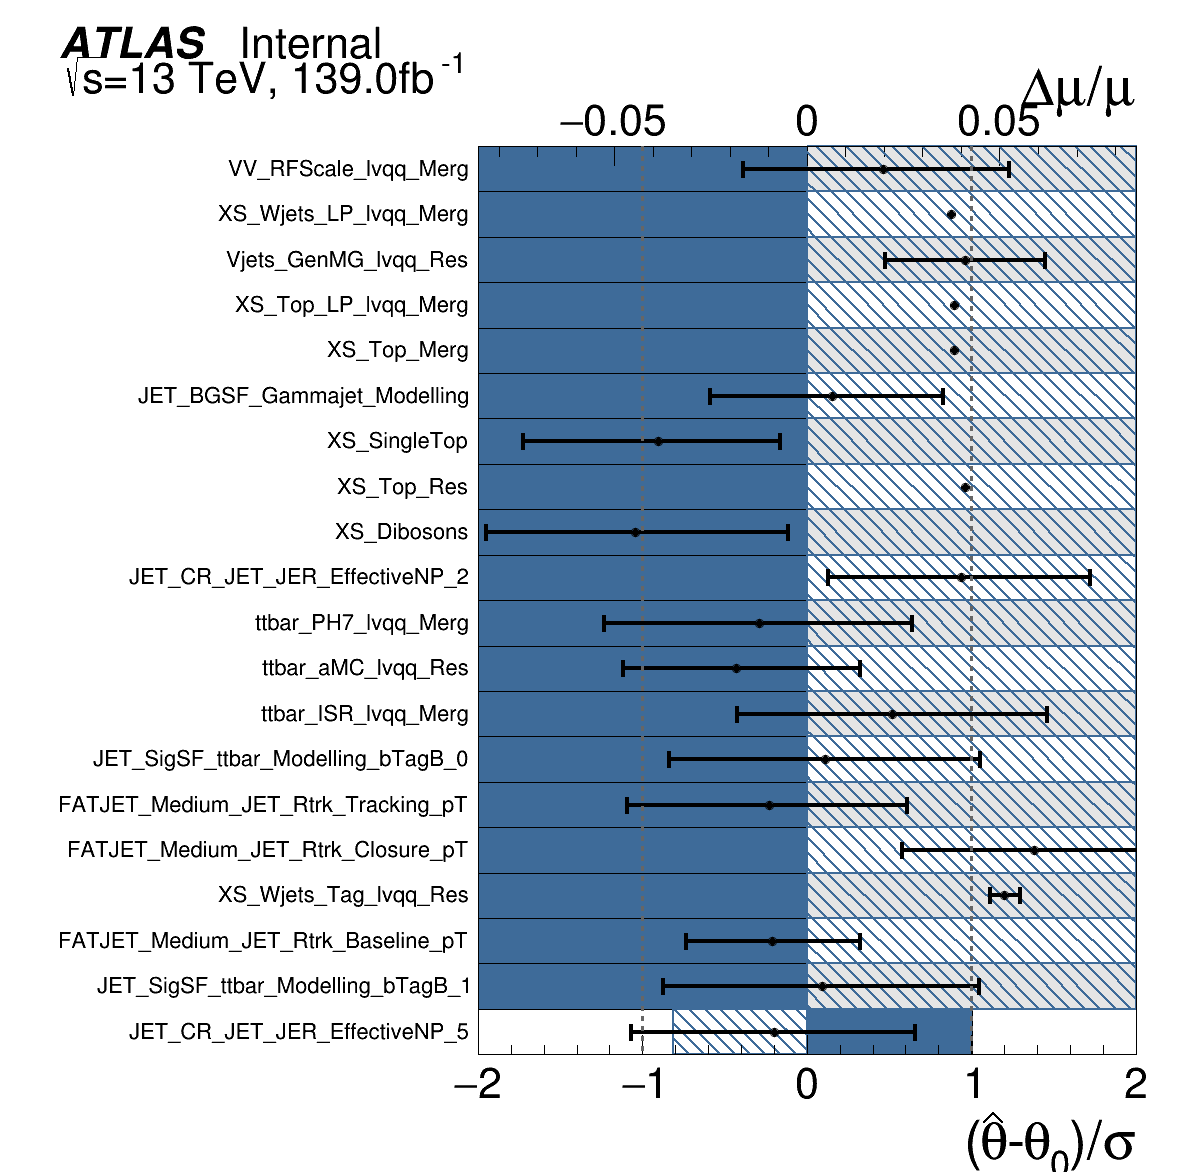 ATLAS Internal
√s=13 TeV, 139.0fb⁻¹
Δμ/μ
−0.05 0 0.05
VV_RFScale_lvqq_Merg
XS_Wjets_LP_lvqq_Merg
Vjets_GenMG_lvqq_Res
XS_Top_LP_lvqq_Merg
XS_Top_Merg
JET_BGSF_Gammajet_Modelling
XS_SingleTop
XS_Top_Res
XS_Dibosons
JET_CR_JET_JER_EffectiveNP_2
ttbar_PH7_lvqq_Merg
ttbar_aMC_lvqq_Res
ttbar_ISR_lvqq_Merg
JET_SigSF_ttbar_Modelling_bTagB_0
FATJET_Medium_JET_Rtrk_Tracking_pT
FATJET_Medium_JET_Rtrk_Closure_pT
XS_Wjets_Tag_lvqq_Res
FATJET_Medium_JET_Rtrk_Baseline_pT
JET_SigSF_ttbar_Modelling_bTagB_1
JET_CR_JET_JER_EffectiveNP_5
−2 −1 0 1 2
(θ̂-θ₀)/σ